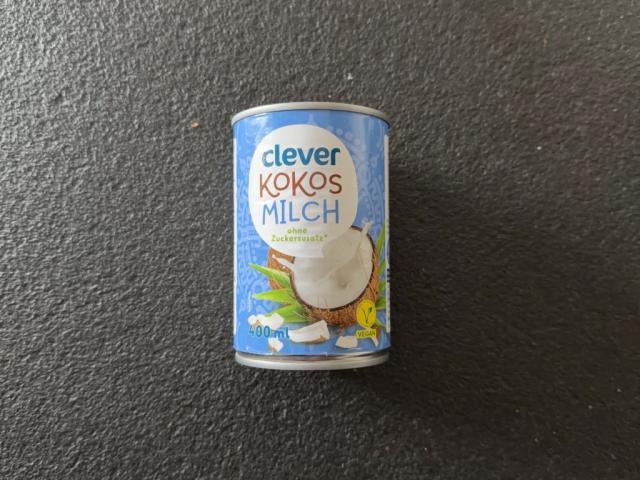 clever
KOKOS
MILCH
ohne
Zuckerzusatz*
400 ml
V
VEGAN